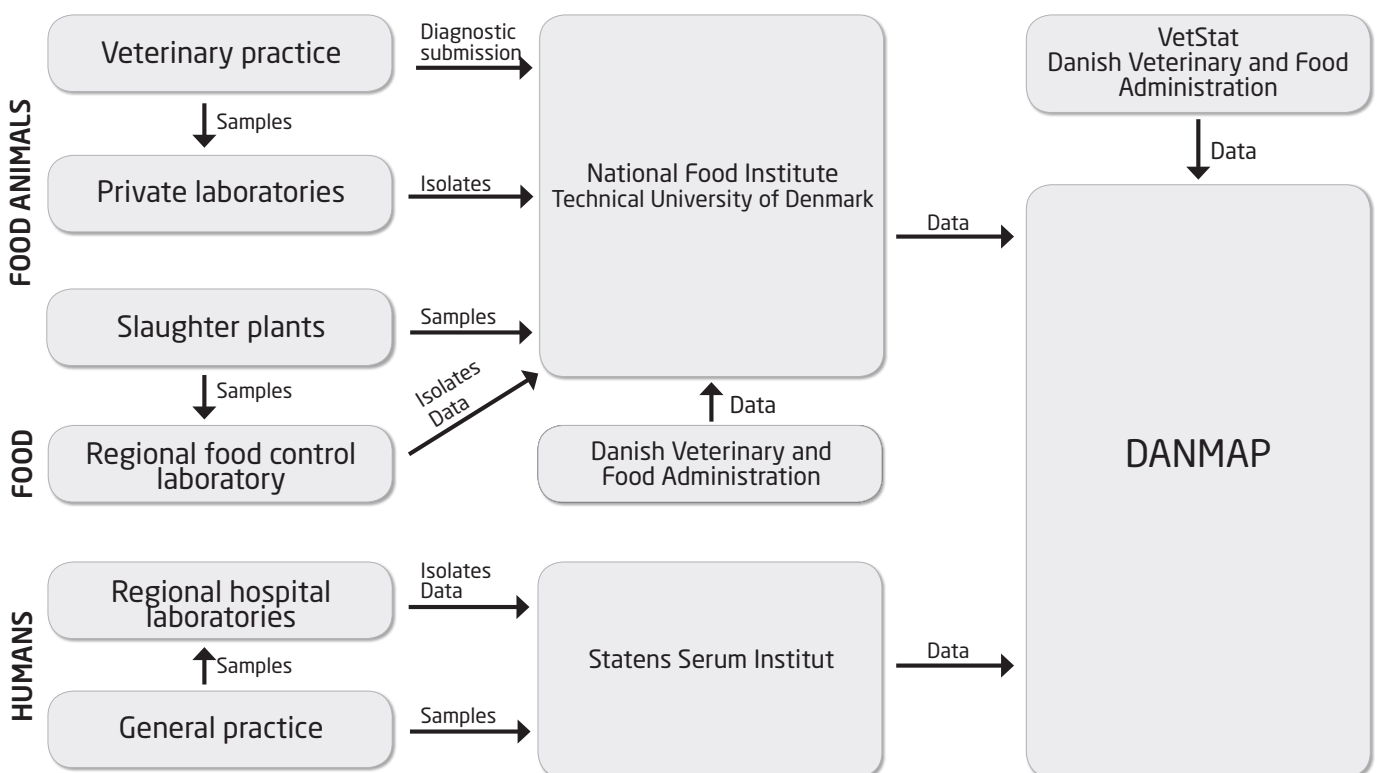 FOOD ANIMALS
Veterinary practice
Diagnostic
submission
Samples
Private laboratories
Isolates
Slaughter plants
Samples
Samples
FOOD
Regional food control
laboratory
Isolates
Data
National Food Institute
Technical University of Denmark
Data
Danish Veterinary and
Food Administration
Data
VetStat
Danish Veterinary and Food
Administration
Data
DANMAP
HUMANS
Regional hospital
laboratories
Isolates
Data
Samples
General practice
Samples
Statens Serum Institut
Data